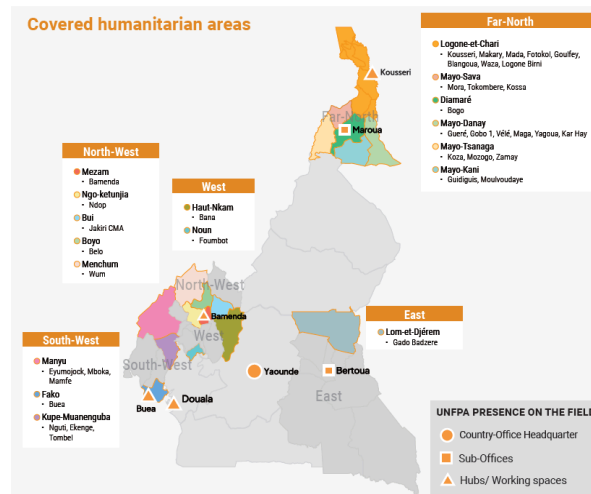 Covered humanitarian areas
Far-North
Logone-et-Chari
• Kousseri, Makary, Mada, Fotokol, Goulfey,
Blangoua, Waza, Logone Birni
Mayo-Sava
• Mora, Tokombere, Kossa
Diamaré
• Bogo
Mayo-Danay
• Gueré, Gobo 1, Vélé, Maga, Yagoua, Kar Hay
Mayo-Tsanaga
• Koza, Mozogo, Zamay
Mayo-Kani
• Guidiguis, Moulvoudaye
Kousseri
Far-North
Maroua
North-West
Mezam
• Bamenda
Ngo-ketunjia
• Ndop
Bui
• Jakiri CMA
Boyo
• Belo
Menchum
• Wum
West
Haut-Nkam
• Bana
Noun
• Foumbot
North-West
Bamenda
West
South-West
East
Lom-et-Djérem
• Gado Badzere
South-West
Manyu
• Eyumojock, Mboka,
Mamfe
Fako
• Buea
Kupe-Muanenguba
• Nguti, Ekenge,
Tombel
Buea
Douala
Yaounde
Bertoua
East
UNFPA PRESENCE ON THE FIELD
Country-Office Headquarter
Sub-Offices
Hubs/ Working spaces